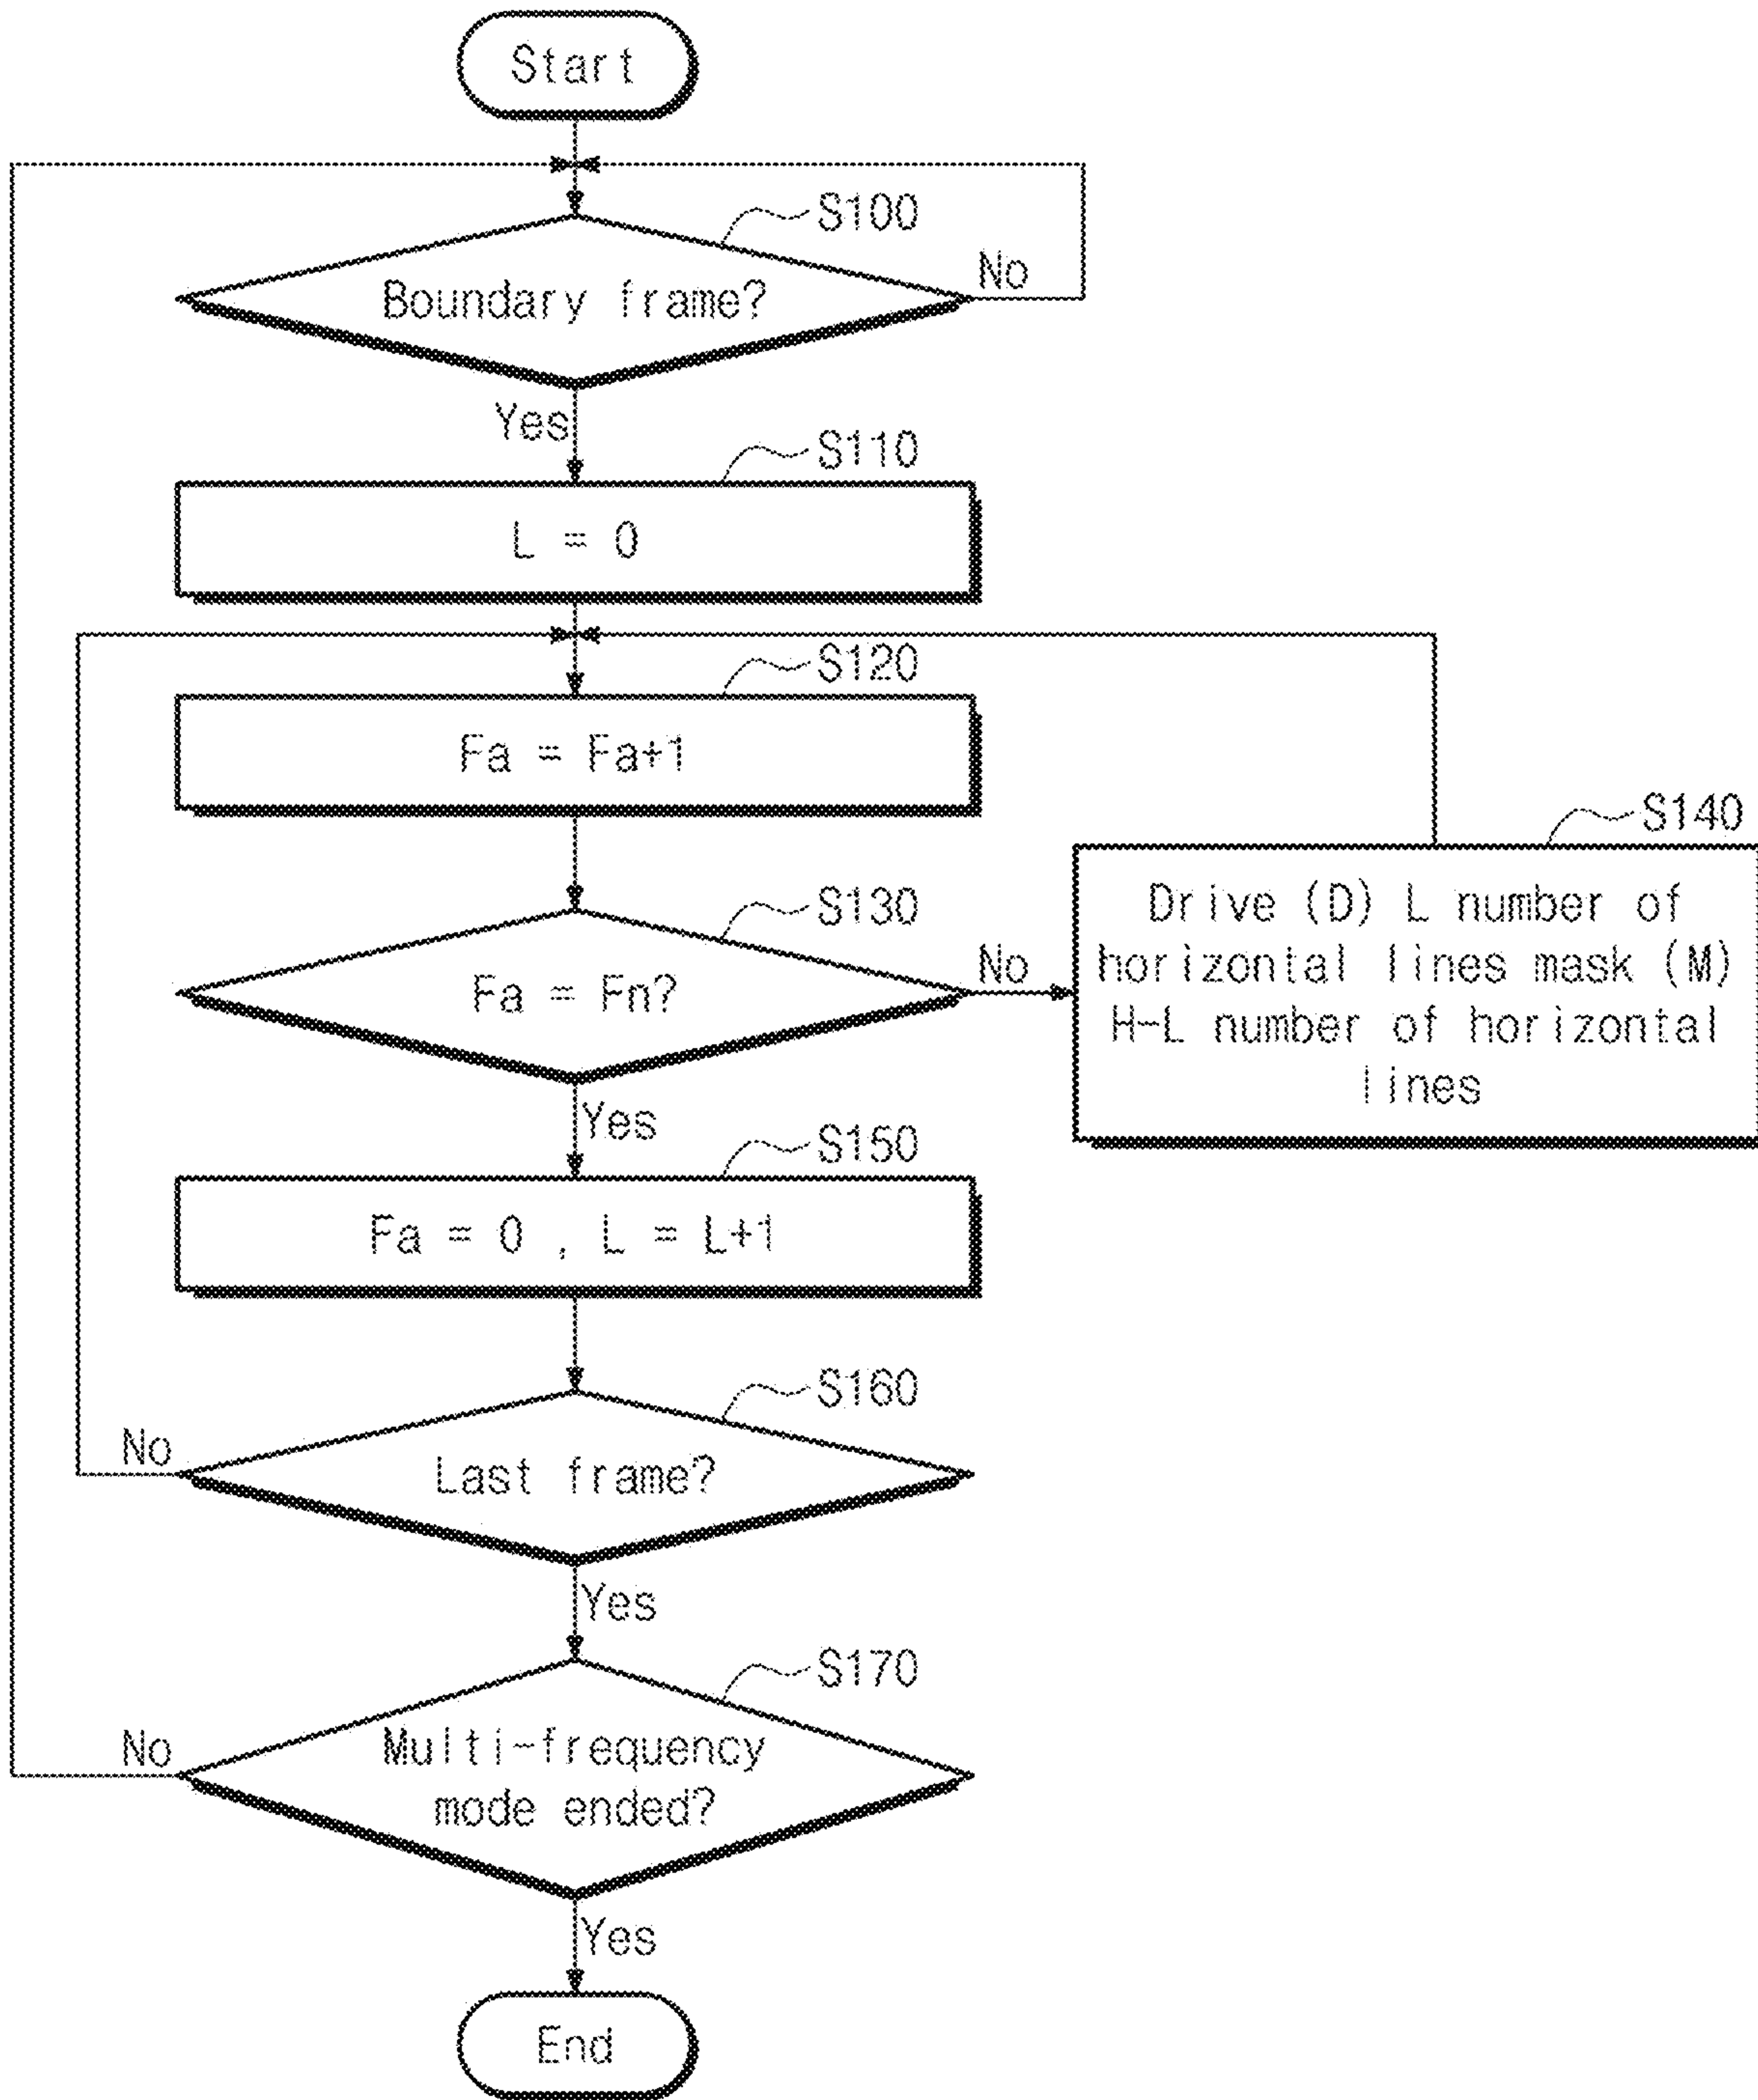 Start
S100
Boundary frame?
No
Yes
S110
L = 0
S120
Fa = Fa+1
S130
Fa = Fn?
No
S140
Drive (D) L number of
horizontal lines mask (M)
H-L number of horizontal
lines
Yes
S150
Fa = 0 , L = L+1
S160
Last frame?
No
Yes
S170
Multi-frequency
mode ended?
No
Yes
End